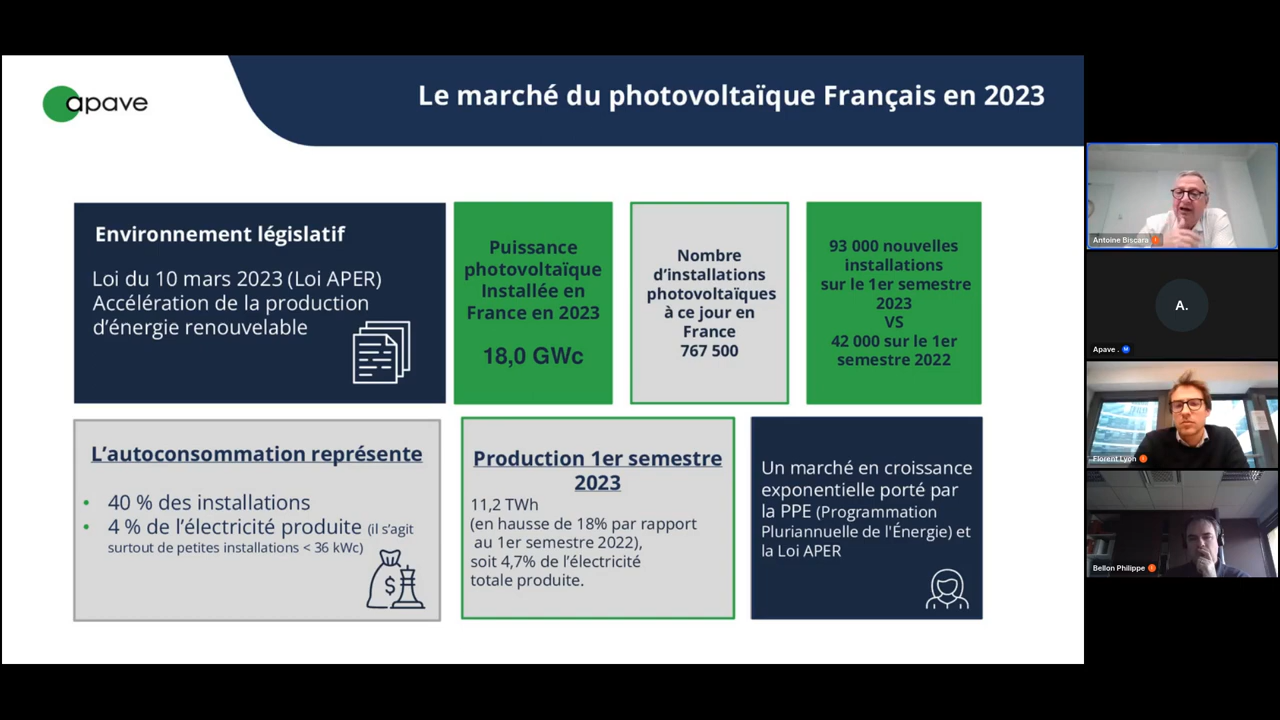 apave
Le marché du photovoltaïque Français en 2023
Environnement législatif
Loi du 10 mars 2023 (Loi APER)
Accélération de la production
d’énergie renouvelable
Puissance
photovoltaïque
Installée en
France en 2023
18,0 GWc
Nombre
d’installations
photovoltaïques
à ce jour en
France
767 500
93 000 nouvelles
installations
sur le 1er semestre
2023
VS
42 000 sur le 1er
semestre 2022
L’autoconsommation représente
• 40 % des installations
• 4 % de l’électricité produite (il s’agit
surtout de petites installations < 36 kWc)
$
Production 1er semestre
2023
11,2 TWh
(en hausse de 18% par rapport
au 1er semestre 2022),
soit 4,7% de l’électricité
totale produite.
Un marché en croissance
exponentielle porté par
la PPE (Programmation
Pluriannuelle de l'Énergie) et
la Loi APER
Antoine Biscara
A.
Apave .
M
Florent Lyon
Bellon Philippe